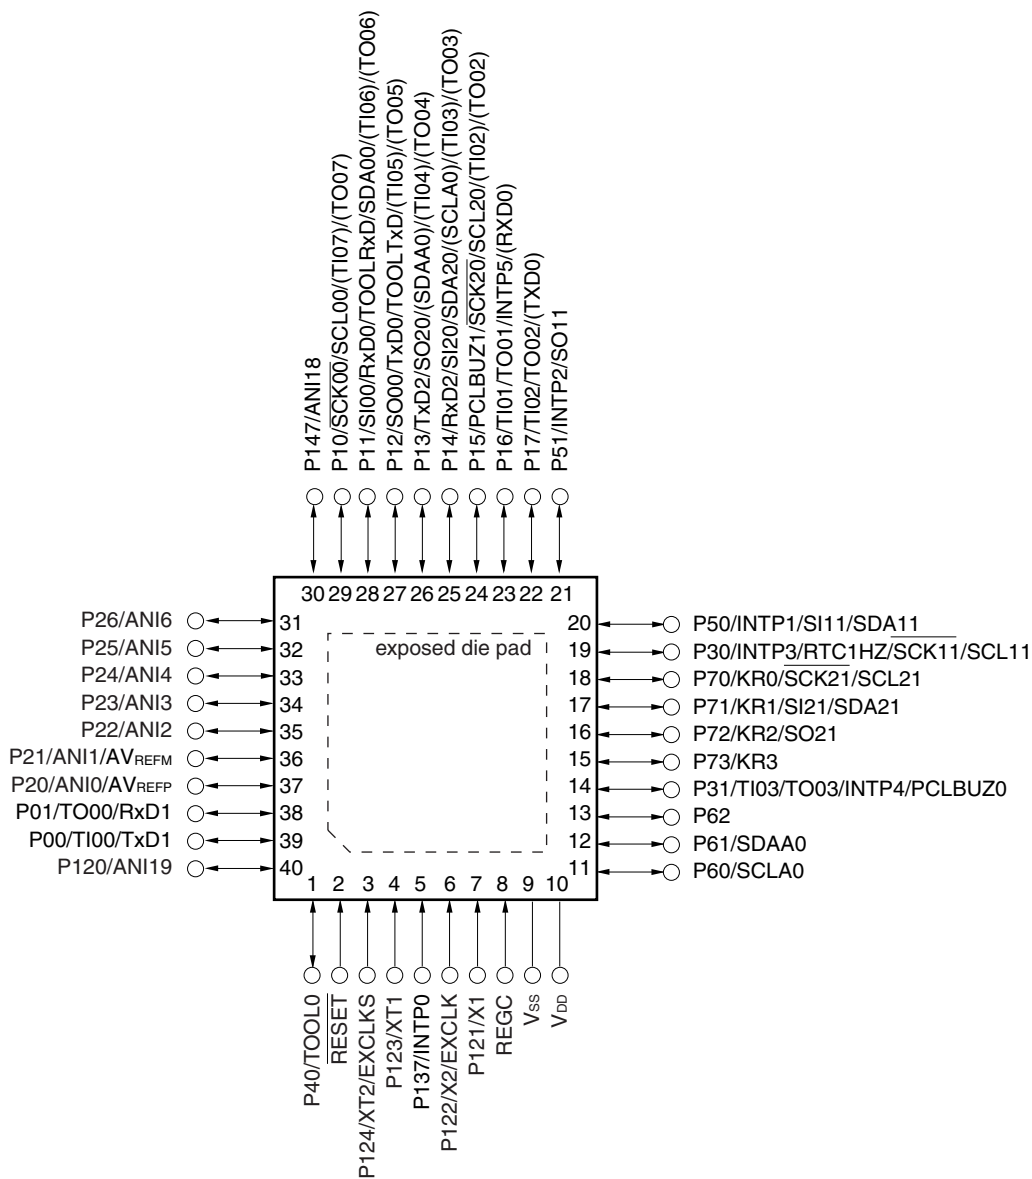 P147/ANI18
P10/SCK00/SCL00/(TI07)/(TO07)
P11/SI00/RxD0/TOOLRxD/SDA00/(TI06)/(TO06)
P12/SO00/TxD0/TOOLTxD/(TI05)/(TO05)
P13/TxD2/SO20/(SDAA0)/(TI04)/(TO04)
P14/RxD2/SI20/SDA20/(SCLA0)/(TI03)/(TO03)
P15/PCLBUZ1/SCK20/SCL20/(TI02)/(TO02)
P16/TI01/TO01/INTP5/(RXD0)
P17/TI02/TO02/(TXD0)
P51/INTP2/SO11
30 29 28 27 26 25 24 23 22 21
P26/ANI6 31
P25/ANI5 32
P24/ANI4 33
P23/ANI3 34
P22/ANI2 35
P21/ANI1/AVREFM 36
P20/ANI0/AVREFP 37
P01/TO00/RxD1 38
P00/TI00/TxD1 39
P120/ANI19 40
exposed die pad
20 P50/INTP1/SI11/SDA11
19 P30/INTP3/RTC1HZ/SCK11/SCL11
18 P70/KR0/SCK21/SCL21
17 P71/KR1/SI21/SDA21
16 P72/KR2/SO21
15 P73/KR3
14 P31/TI03/TO03/INTP4/PCLBUZ0
13 P62
12 P61/SDAA0
11 P60/SCLA0
1 2 3 4 5 6 7 8 9 10
P40/TOOL0
RESET
P124/XT2/EXCLKS
P123/XT1
P137/INTP0
P122/X2/EXCLK
P121/X1
REGC
VSS
VDD